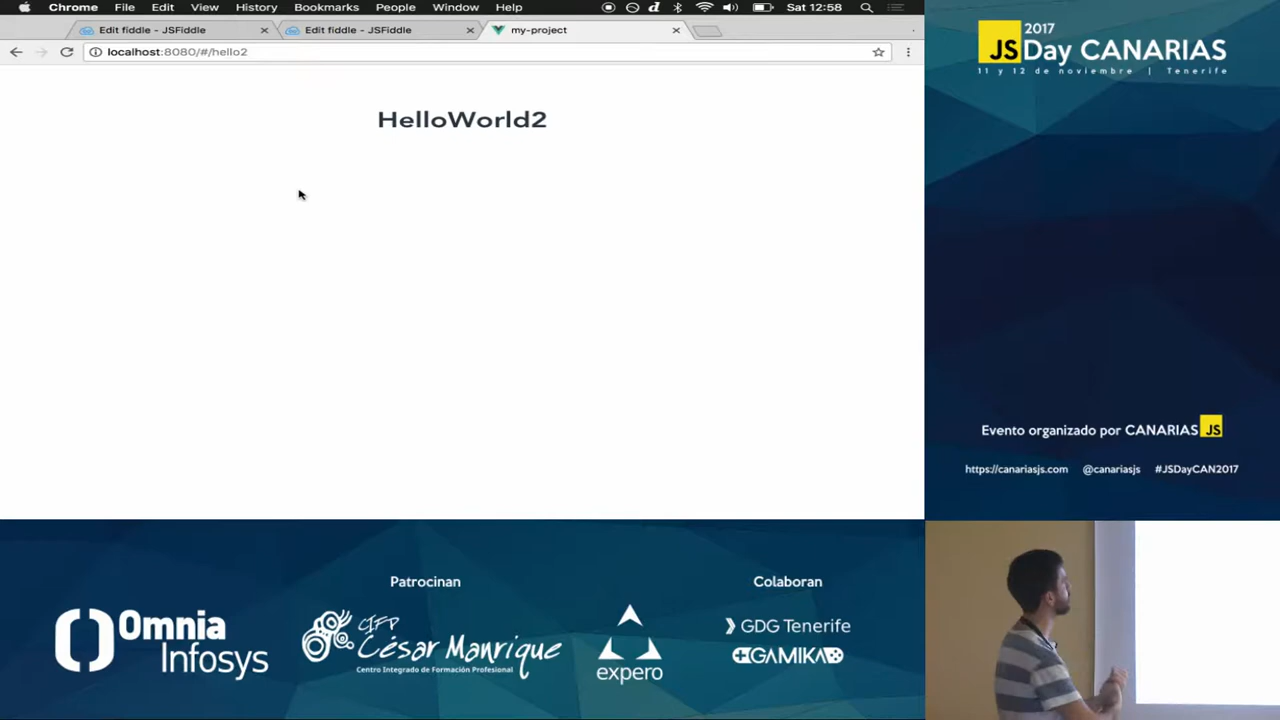 Chrome File Edit View History Bookmarks People Window Help Sat 12:58
Edit fiddle - JSFiddle
Edit fiddle - JSFiddle
my-project
localhost:8080/#/hello2
HelloWorld2
2017
JS Day CANARIAS
11 y 12 de noviembre | Tenerife
Evento organizado por CANARIAS JS
https://canariasjs.com @canariasjs #JSDayCAN2017
Patrocinan
Omnia
Infosys
CIFP
César Manrique
Centro Integrado de Formación Profesional
expero
Colaboran
GDG Tenerife
GAMIKA